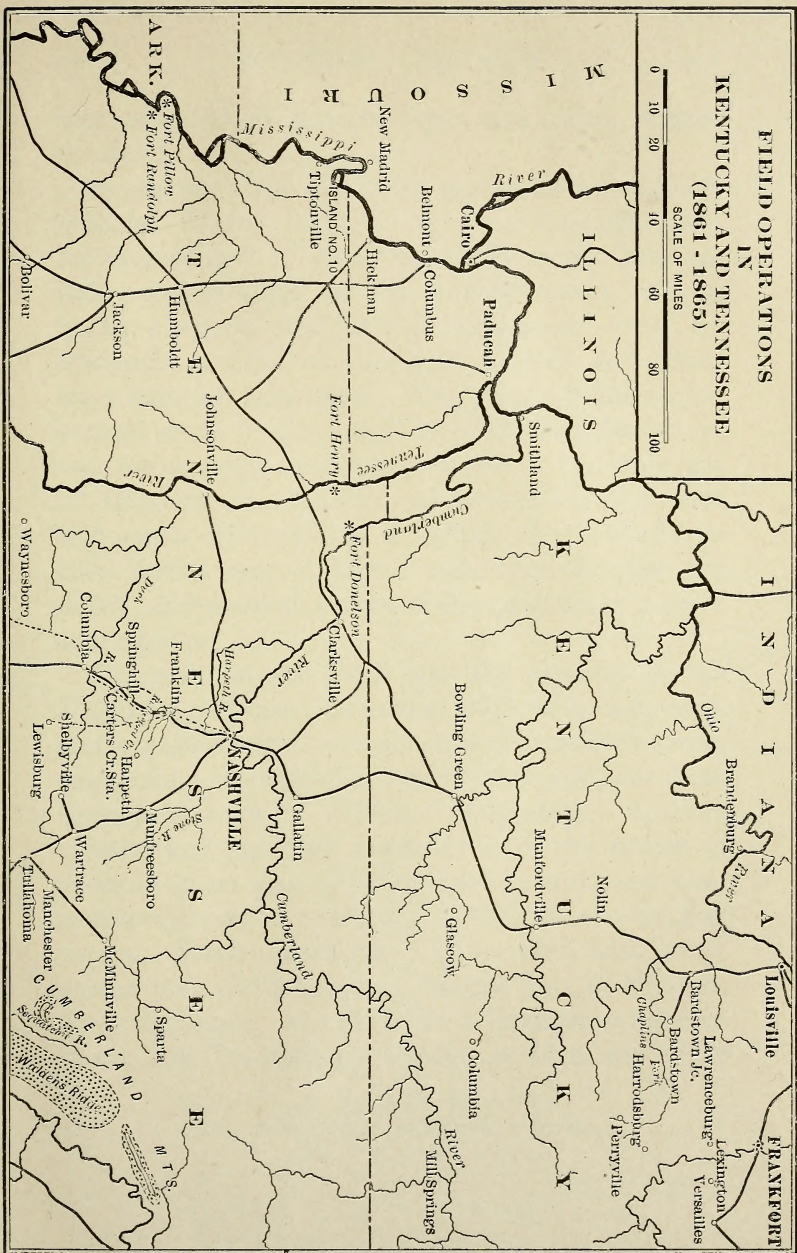 FIELD OPERATIONS
IN
KENTUCKY AND TENNESSEE
(1861 - 1865)
SCALE OF MILES
0 10 20 40 60 80 100
MISSOURI
ILLINOIS
INDIANA
KENTUCKY
TENNESSEE
ARK.
Mississippi
River
New Madrid
Tiptonville
ISLAND NO. 10
Hickman
Belmont
Columbus
Cairo
Paducah
Smithland
* Fort Pillow
* Fort Randolph
Bolivar
Jackson
Humboldt
Johnsonville
Fort Henry *
Tennessee
River
Cumberland
* Fort Donelson
Clarksville
River
Harpeth R.
NASHVILLE
Gallatin
Bowling Green
Munfordville
Nolin
Glascow
Columbia
Mill Springs
River
Cumberland
Ohio
River
Brandenburg
Louisville
Bardstown Jc.
Bardstown
Chaplins Fork
Lawrenceburg
Harrodsburg
Perryville
Lexington
Versailles
FRANKFORT
Waynesboro
Duck
R.
Columbia
Springhill
Franklin
Carters Cr. Sta.
Harpeth
Shelbyville
Lewisburg
Murfreesboro
Stone R.
Wartrace
Tullahoma
Manchester
McMinnville
Sparta
CUMBERLAND MTS.
Sequatchie R.
Waldens Ridge